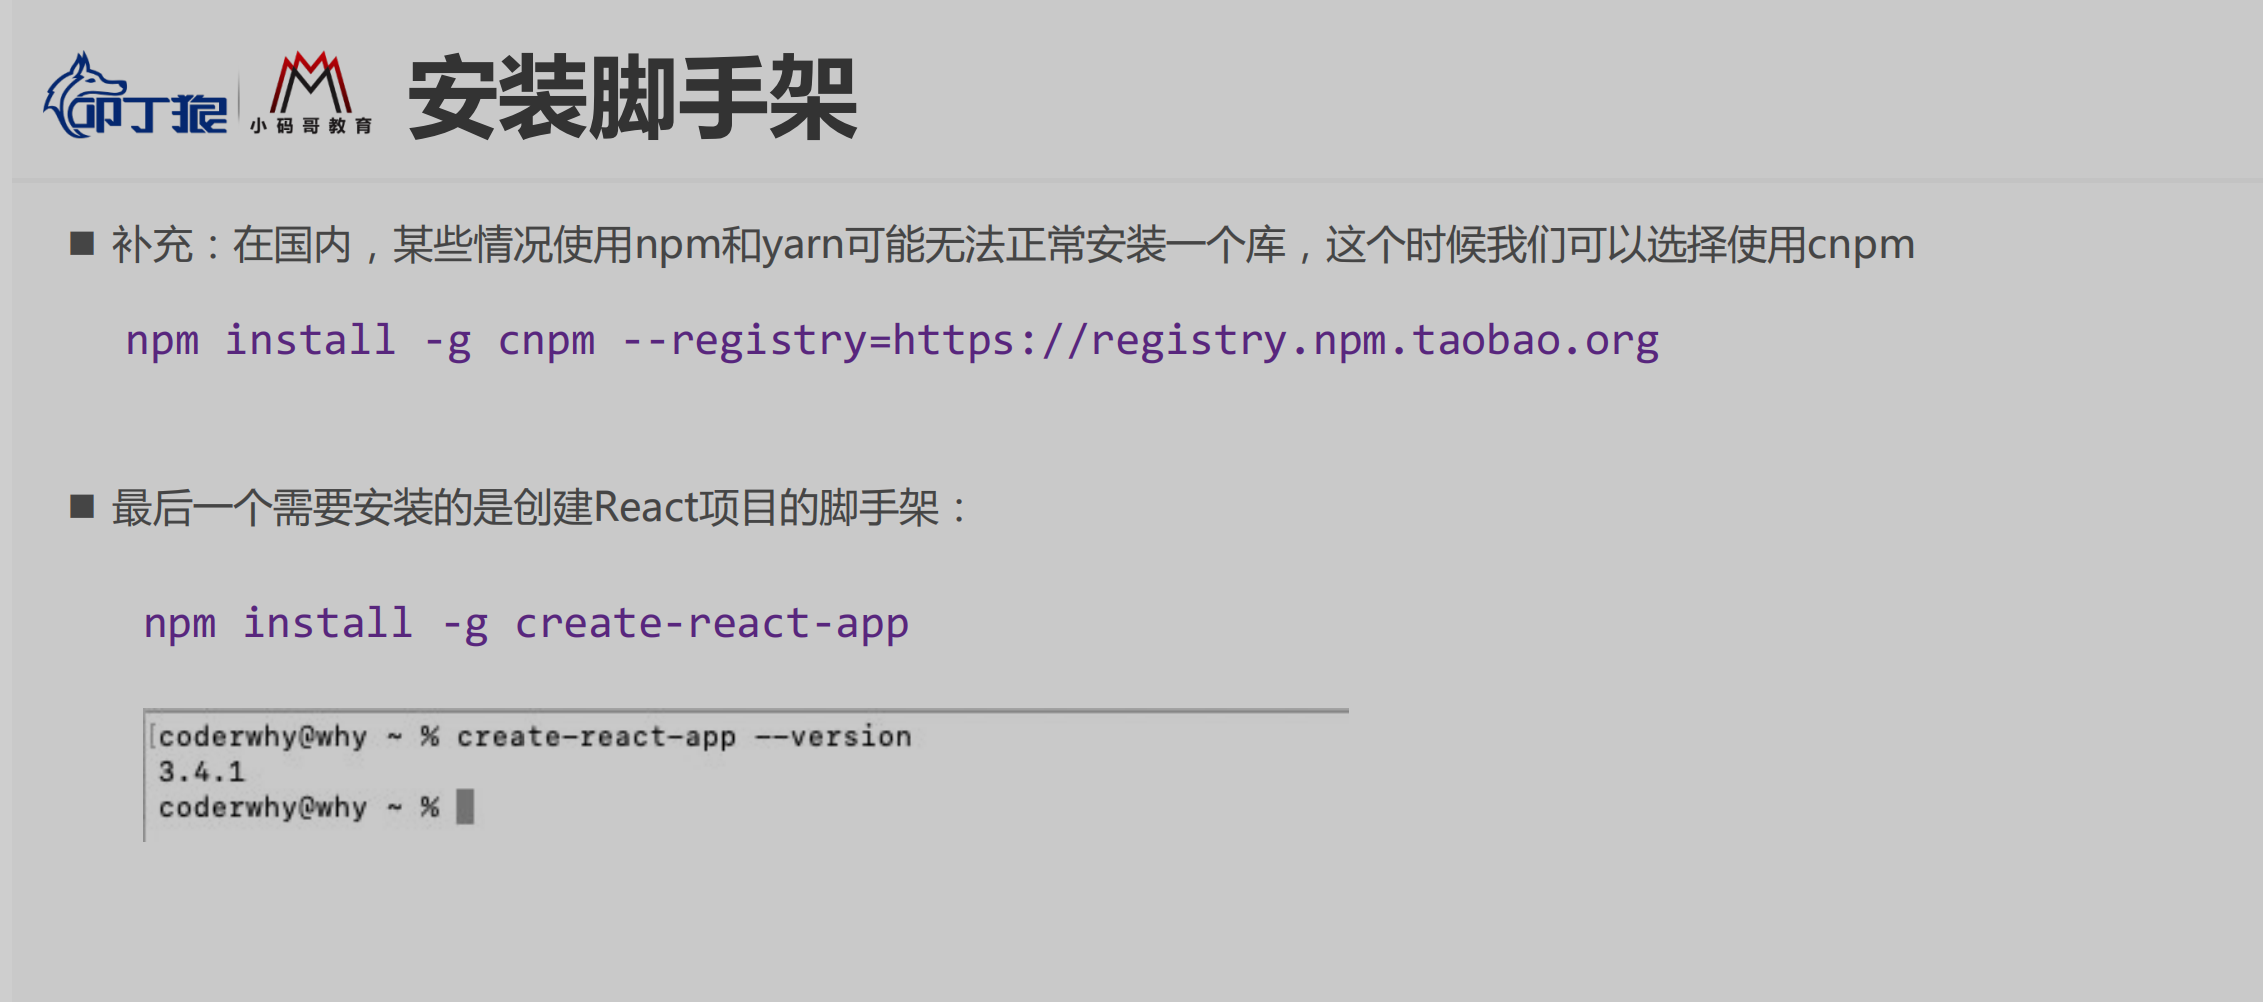 叩丁狼
小码哥教育
安装脚手架
■ 补充：在国内，某些情况使用npm和yarn可能无法正常安装一个库，这个时候我们可以选择使用cnpm
npm install -g cnpm --registry=https://registry.npm.taobao.org
■ 最后一个需要安装的是创建React项目的脚手架：
npm install -g create-react-app
[coderwhy@why ~ % create-react-app --version
3.4.1
coderwhy@why ~ %